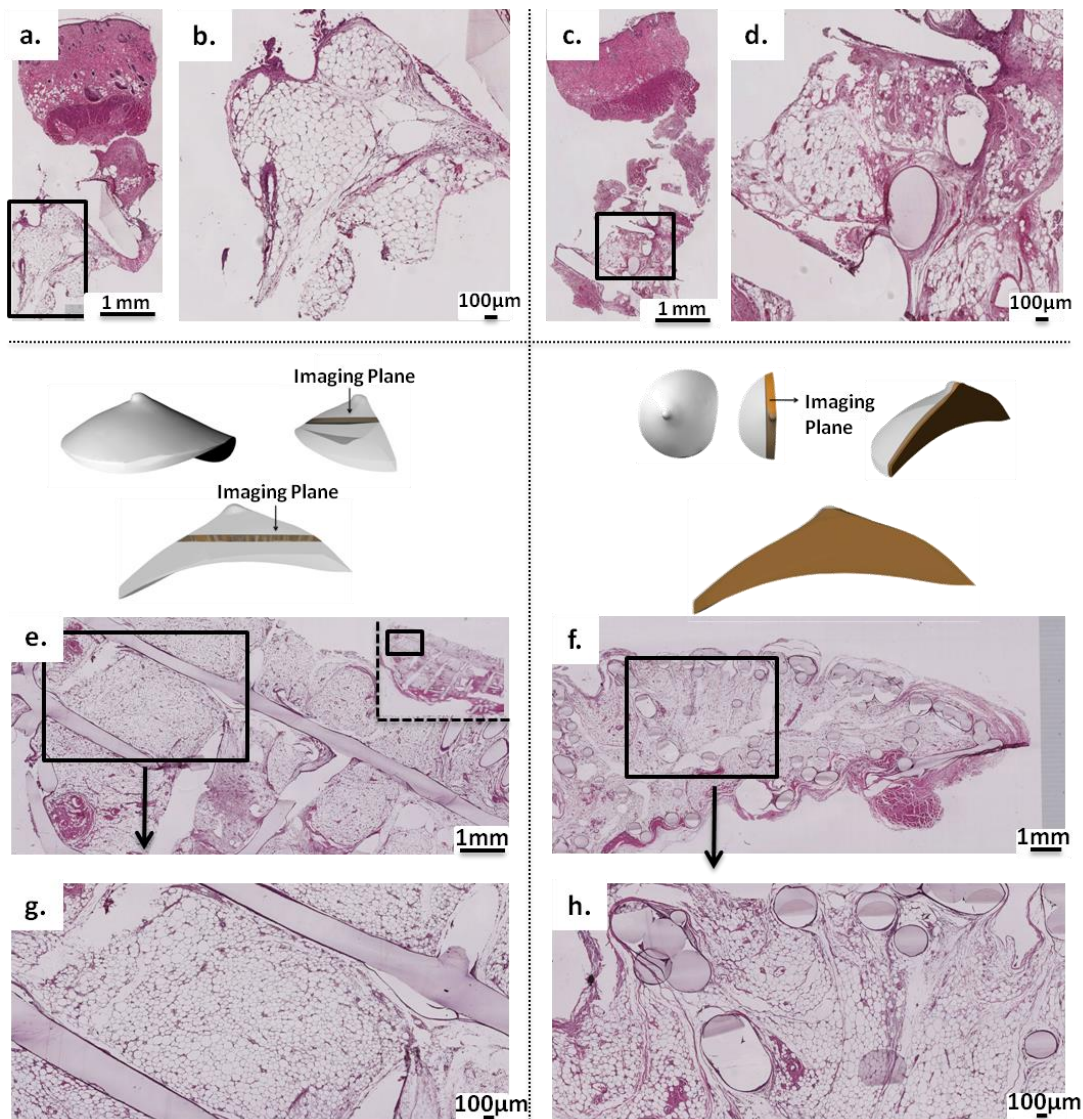 a.
b.
c.
d.
1 mm
100µm
1 mm
100µm
Imaging Plane
Imaging Plane
Imaging
Plane
e.
f.
1mm
1mm
g.
h.
100µm
100µm